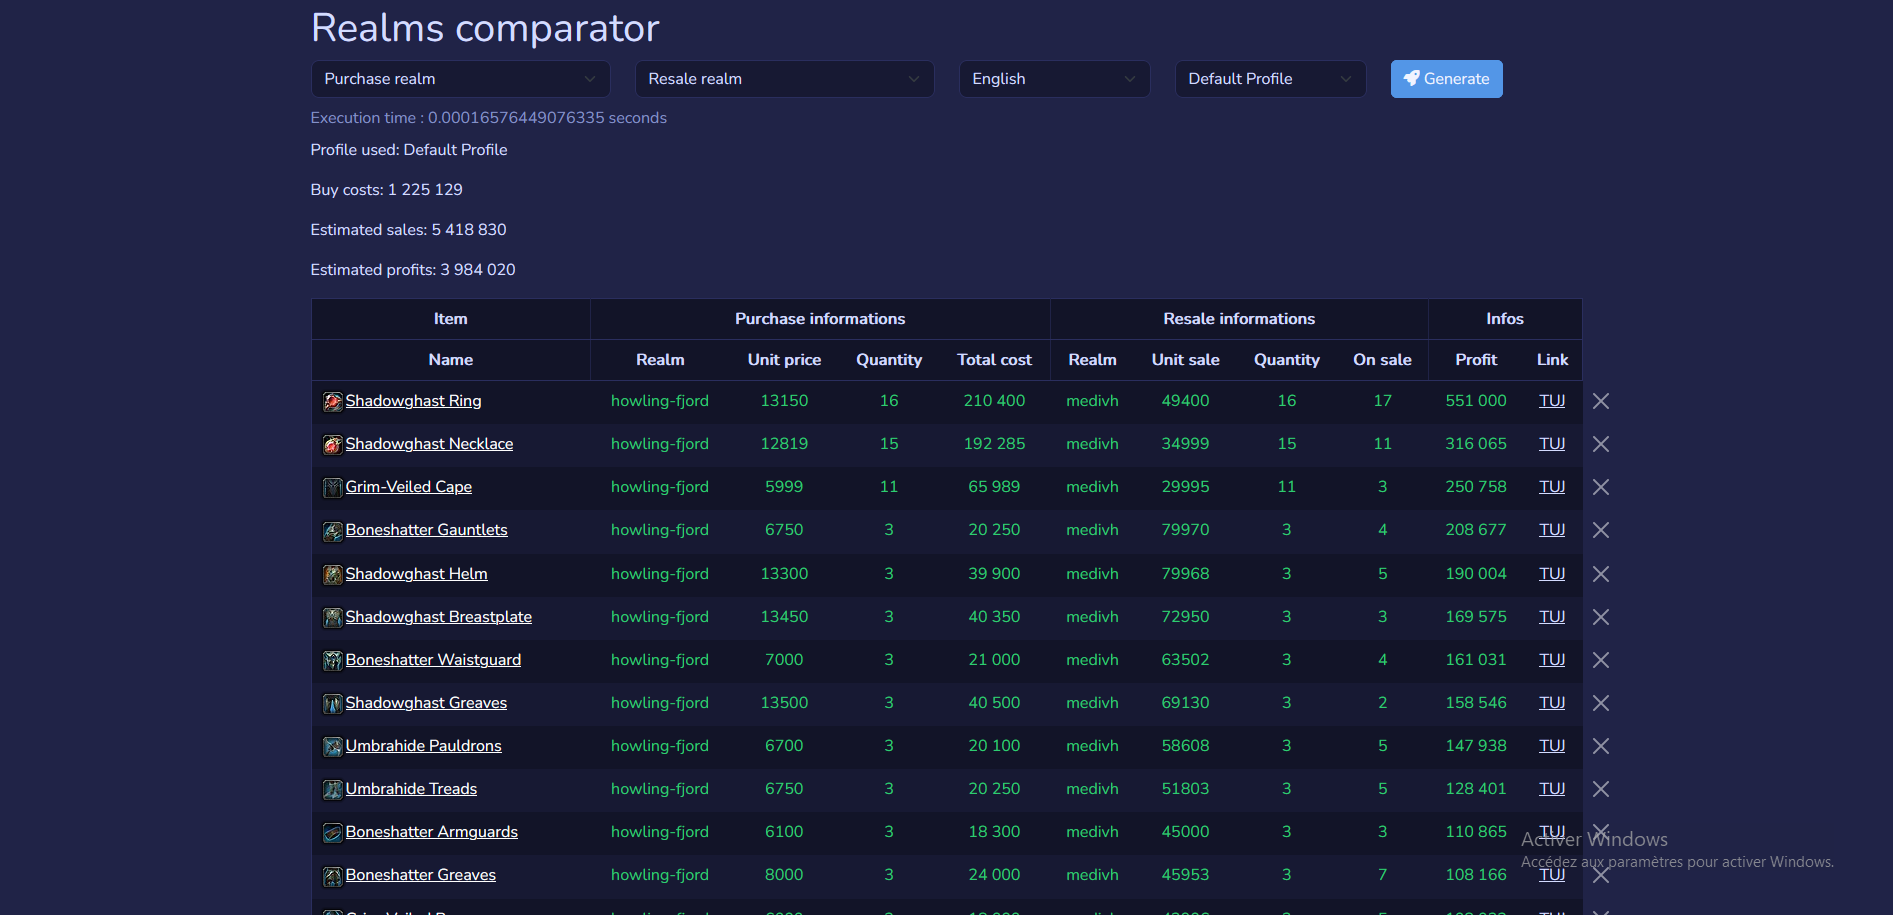 Realms comparator
Purchase realm Resale realm English Default Profile Generate
Execution time : 0.00016576449076335 seconds
Profile used: Default Profile
Buy costs: 1 225 129
Estimated sales: 5 418 830
Estimated profits: 3 984 020
Item Purchase informations Resale informations Infos
Name Realm Unit price Quantity Total cost Realm Unit sale Quantity On sale Profit Link
Shadowghast Ring howling-fjord 13150 16 210 400 medivh 49400 16 17 551 000 TUJ
Shadowghast Necklace howling-fjord 12819 15 192 285 medivh 34999 15 11 316 065 TUJ
Grim-Veiled Cape howling-fjord 5999 11 65 989 medivh 29995 11 3 250 758 TUJ
Boneshatter Gauntlets howling-fjord 6750 3 20 250 medivh 79970 3 4 208 677 TUJ
Shadowghast Helm howling-fjord 13300 3 39 900 medivh 79968 3 5 190 004 TUJ
Shadowghast Breastplate howling-fjord 13450 3 40 350 medivh 72950 3 3 169 575 TUJ
Boneshatter Waistguard howling-fjord 7000 3 21 000 medivh 63502 3 4 161 031 TUJ
Shadowghast Greaves howling-fjord 13500 3 40 500 medivh 69130 3 2 158 546 TUJ
Umbrahide Pauldrons howling-fjord 6700 3 20 100 medivh 58608 3 5 147 938 TUJ
Umbrahide Treads howling-fjord 6750 3 20 250 medivh 51803 3 5 128 401 TUJ
Boneshatter Armguards howling-fjord 6100 3 18 300 medivh 45000 3 3 110 865 TUJ
Activer Windows
Accédez aux paramètres pour activer Windows.
Boneshatter Greaves howling-fjord 8000 3 24 000 medivh 45953 3 7 108 166 TUJ